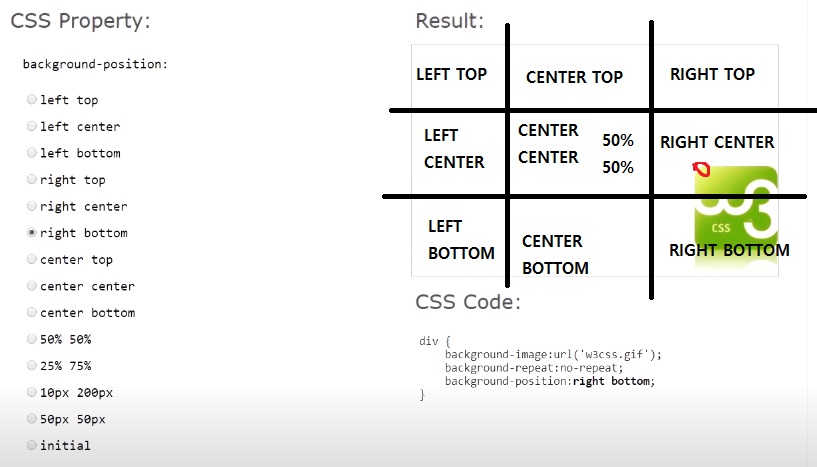 CSS Property:
background-position:
left top
left center
left bottom
right top
right center
right bottom
center top
center center
center bottom
50% 50%
25% 75%
10px 200px
50px 50px
initial
Result:
LEFT TOP
CENTER TOP
RIGHT TOP
LEFT
CENTER
CENTER
CENTER
50%
50%
RIGHT CENTER
LEFT
BOTTOM
CENTER
BOTTOM
3
CSS
RIGHT BOTTOM
CSS Code:
div {
background-image:url('w3css.gif');
background-repeat:no-repeat;
background-position:right bottom;
}